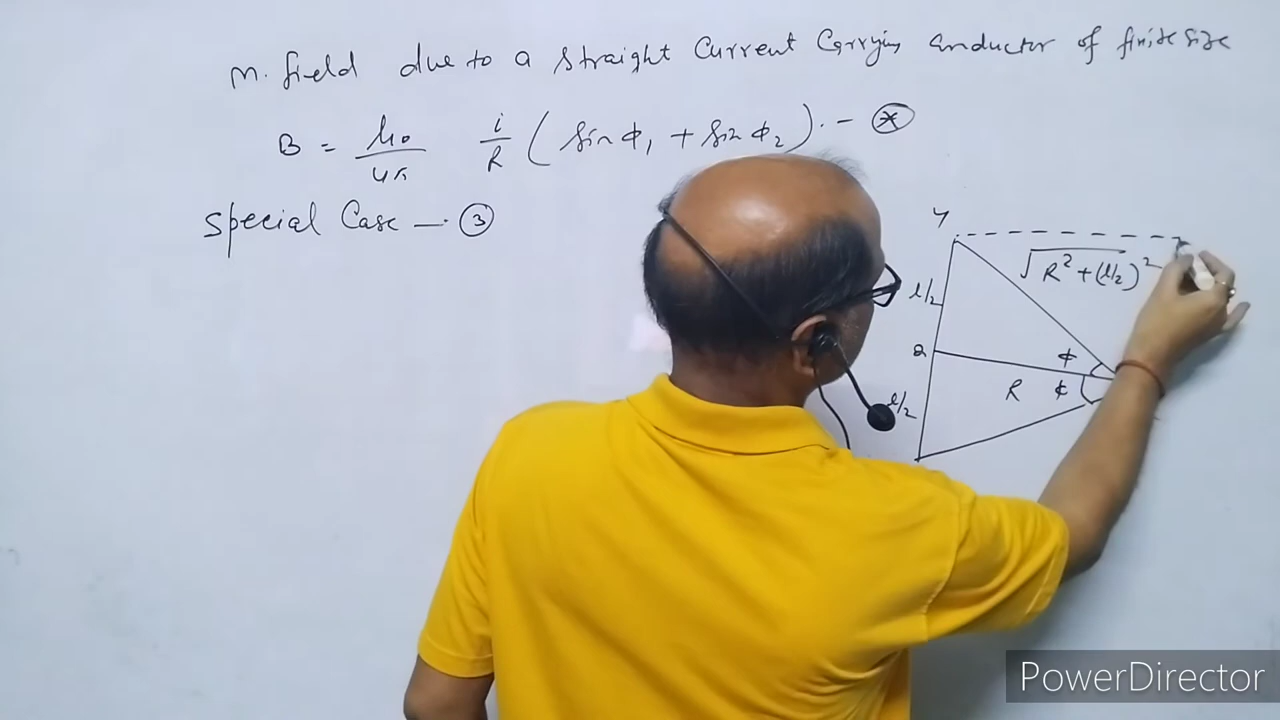 M. field due to a straight Current Carrying Conductor of finite size
B = μ₀/4π i/R (sin φ₁ + sin φ₂). — *
Special Case — 3
Y
√R² + (l/2)²
l/2
a
φ
R
φ
l/2
PowerDirector